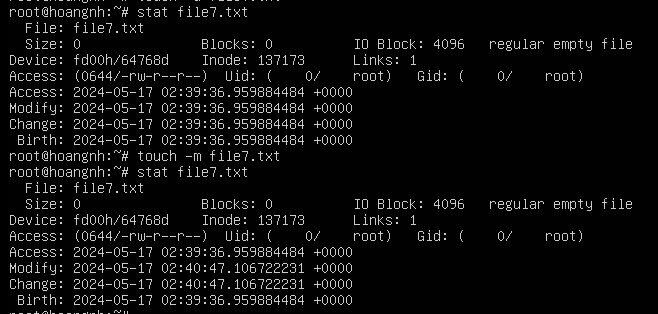 root@hoangnh:~# stat file7.txt
  File: file7.txt
  Size: 0               Blocks: 0          IO Block: 4096   regular empty file
Device: fd00h/64768d    Inode: 137173      Links: 1
Access: (0644/-rw-r--r--)  Uid: (    0/    root)   Gid: (    0/    root)
Access: 2024-05-17 02:39:36.959884484 +0000
Modify: 2024-05-17 02:39:36.959884484 +0000
Change: 2024-05-17 02:39:36.959884484 +0000
 Birth: 2024-05-17 02:39:36.959884484 +0000
root@hoangnh:~# touch -m file7.txt
root@hoangnh:~# stat file7.txt
  File: file7.txt
  Size: 0               Blocks: 0          IO Block: 4096   regular empty file
Device: fd00h/64768d    Inode: 137173      Links: 1
Access: (0644/-rw-r--r--)  Uid: (    0/    root)   Gid: (    0/    root)
Access: 2024-05-17 02:39:36.959884484 +0000
Modify: 2024-05-17 02:40:47.106722231 +0000
Change: 2024-05-17 02:40:47.106722231 +0000
 Birth: 2024-05-17 02:39:36.959884484 +0000
root@hoangnh:~#